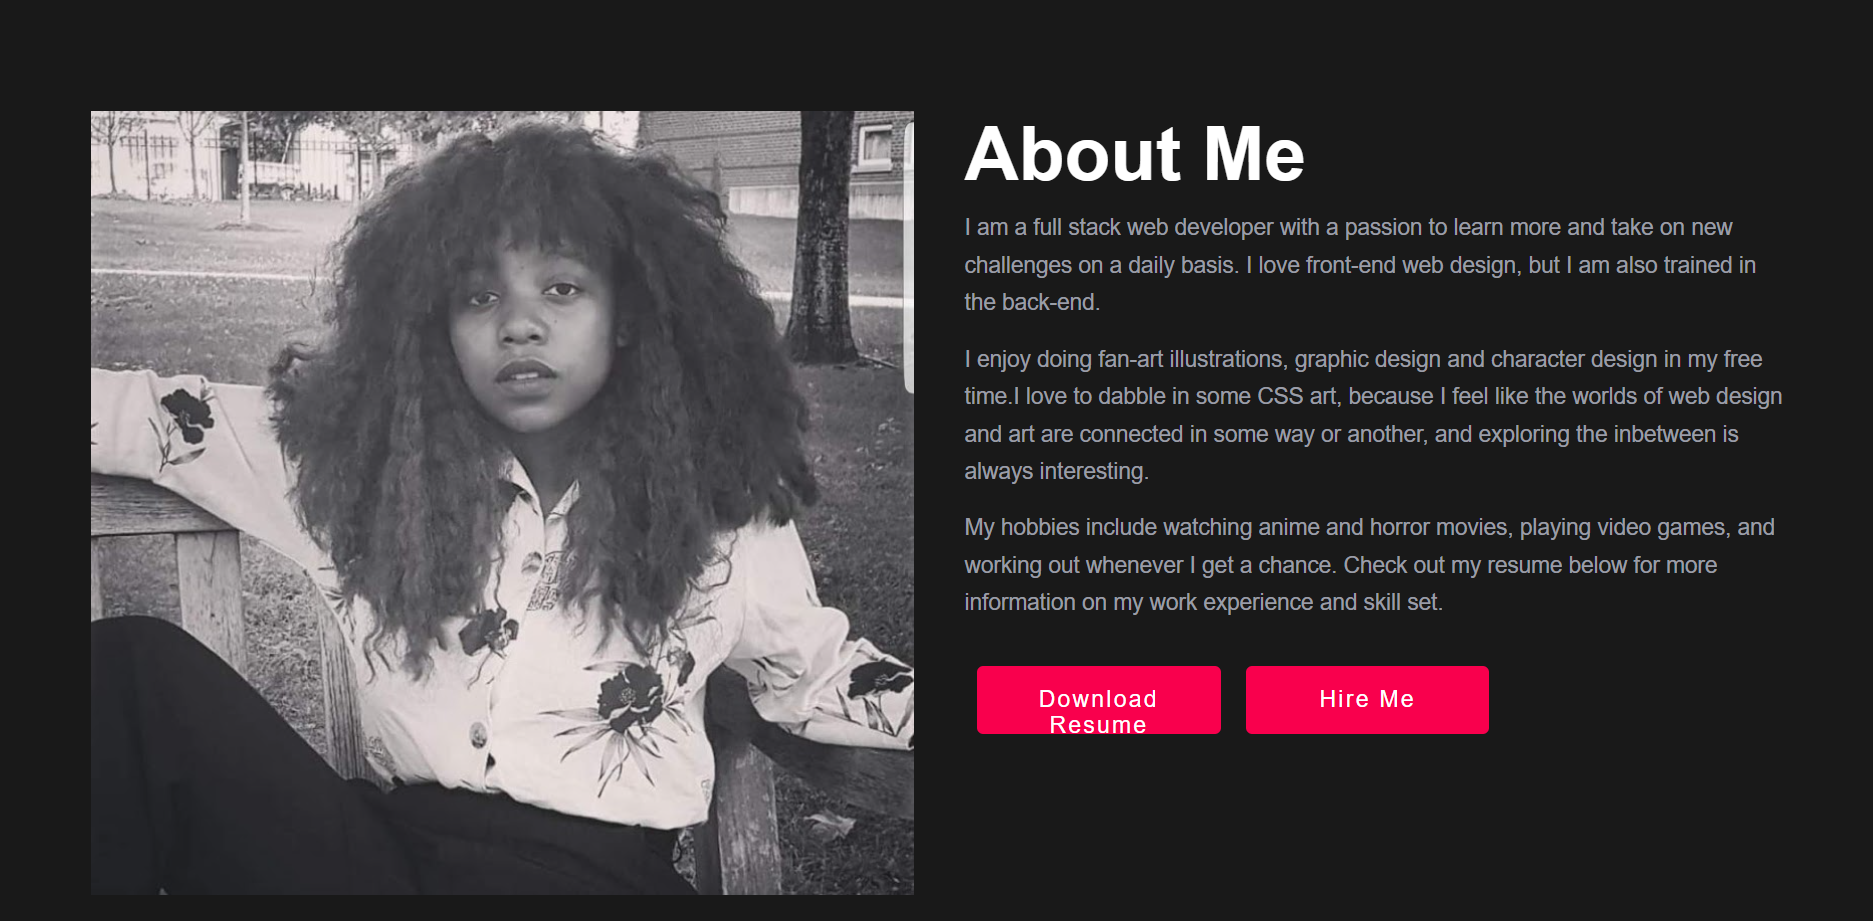 About Me
I am a full stack web developer with a passion to learn more and take on new
challenges on a daily basis. I love front-end web design, but I am also trained in
the back-end.
I enjoy doing fan-art illustrations, graphic design and character design in my free
time.I love to dabble in some CSS art, because I feel like the worlds of web design
and art are connected in some way or another, and exploring the inbetween is
always interesting.
My hobbies include watching anime and horror movies, playing video games, and
working out whenever I get a chance. Check out my resume below for more
information on my work experience and skill set.
Download
Resume
Hire Me